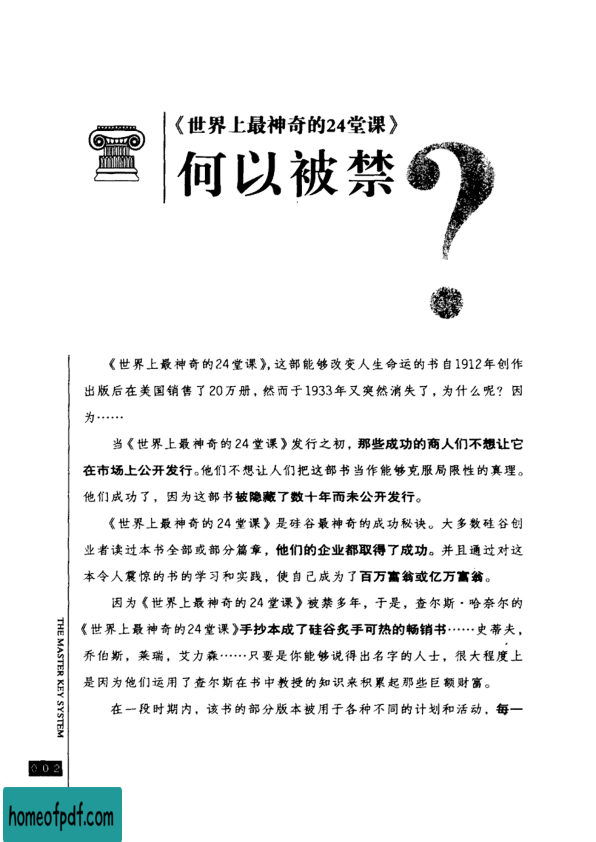 《世界上最神奇的24堂课》
何以被禁?
《世界上最神奇的24堂课》,这部能够改变人生命运的书自1912年创作
出版后在美国销售了20万册,然而于1933年又突然消失了,为什么呢?因
为……
当《世界上最神奇的24堂课》发行之初,那些成功的商人们不想让它
在市场上公开发行。他们不想让人们把这部书当作能够克服局限性的真理。
他们成功了,因为这部书被隐藏了数十年而未公开发行。
《世界上最神奇的24堂课》是硅谷最神奇的成功秘诀。大多数硅谷创
业者读过本书全部或部分篇章,他们的企业都取得了成功。并且通过对这
本令人震惊的书的学习和实践,使自己成为了百万富翁或亿万富翁。
因为《世界上最神奇的24堂课》被禁多年,于是,查尔斯·哈奈尔的
《世界上最神奇的24堂课》手抄本成了硅谷炙手可热的畅销书……史蒂夫,
乔伯斯,莱瑞,艾力森……只要是你能够说得出名字的人士,很大程度上
是因为他们运用了查尔斯在书中教授的知识来积累起那些巨额财富。
在一段时期内,该书的部分版本被用于各种不同的计划和活动,每一
THE MASTER KEY SYSTEM
002
homeofpdf.com